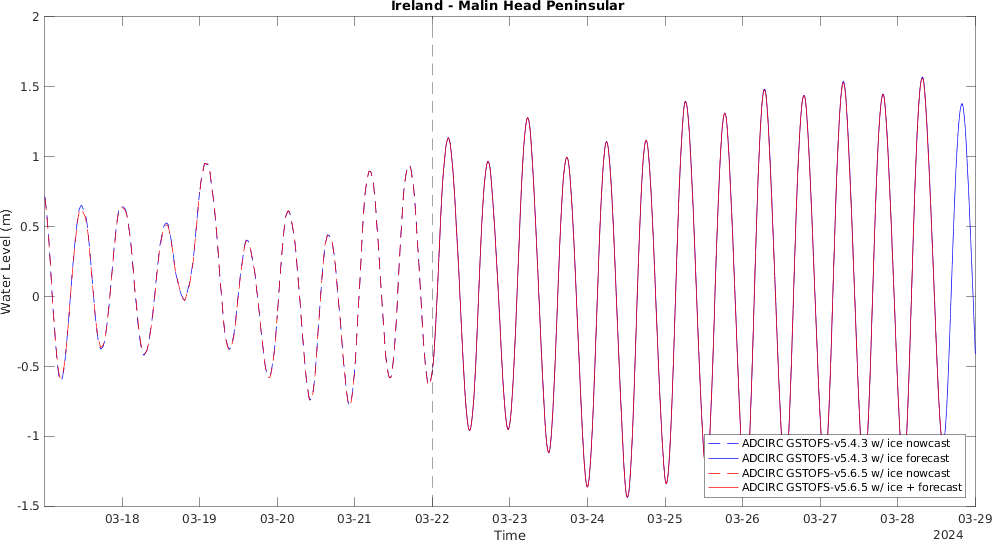 Ireland - Malin Head Peninsular
Water Level (m)
2
1.5
1
0.5
0
-0.5
-1
-1.5
ADCIRC GSTOFS-v5.4.3 w/ ice nowcast
ADCIRC GSTOFS-v5.4.3 w/ ice forecast
ADCIRC GSTOFS-v5.6.5 w/ ice nowcast
ADCIRC GSTOFS-v5.6.5 w/ ice + forecast
03-18 03-19 03-20 03-21 03-22 03-23 03-24 03-25 03-26 03-27 03-28 03-29
Time
2024